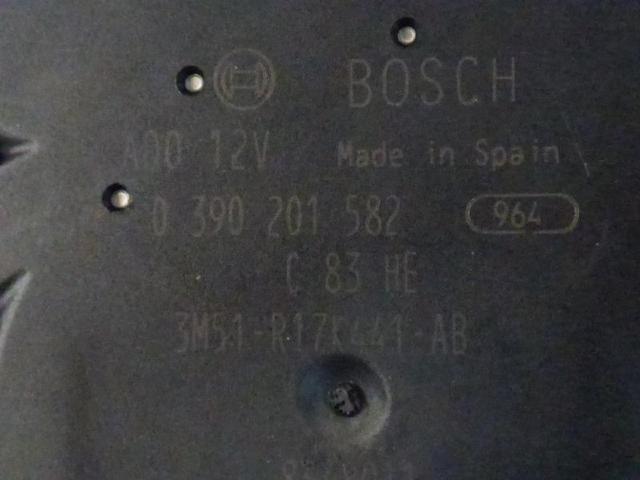 BOSCH
A00 12V Made in Spain
0 390 201 582 964
C 83 HE
3M51-R17K441-AB